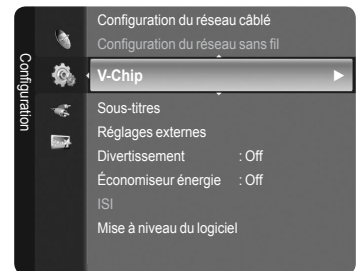 Configuration
Configuration du réseau câblé
Configuration du réseau sans fil
V-Chip
Sous-titres
Réglages externes
Divertissement : Off
Économiseur énergie : Off
ISI
Mise à niveau du logiciel